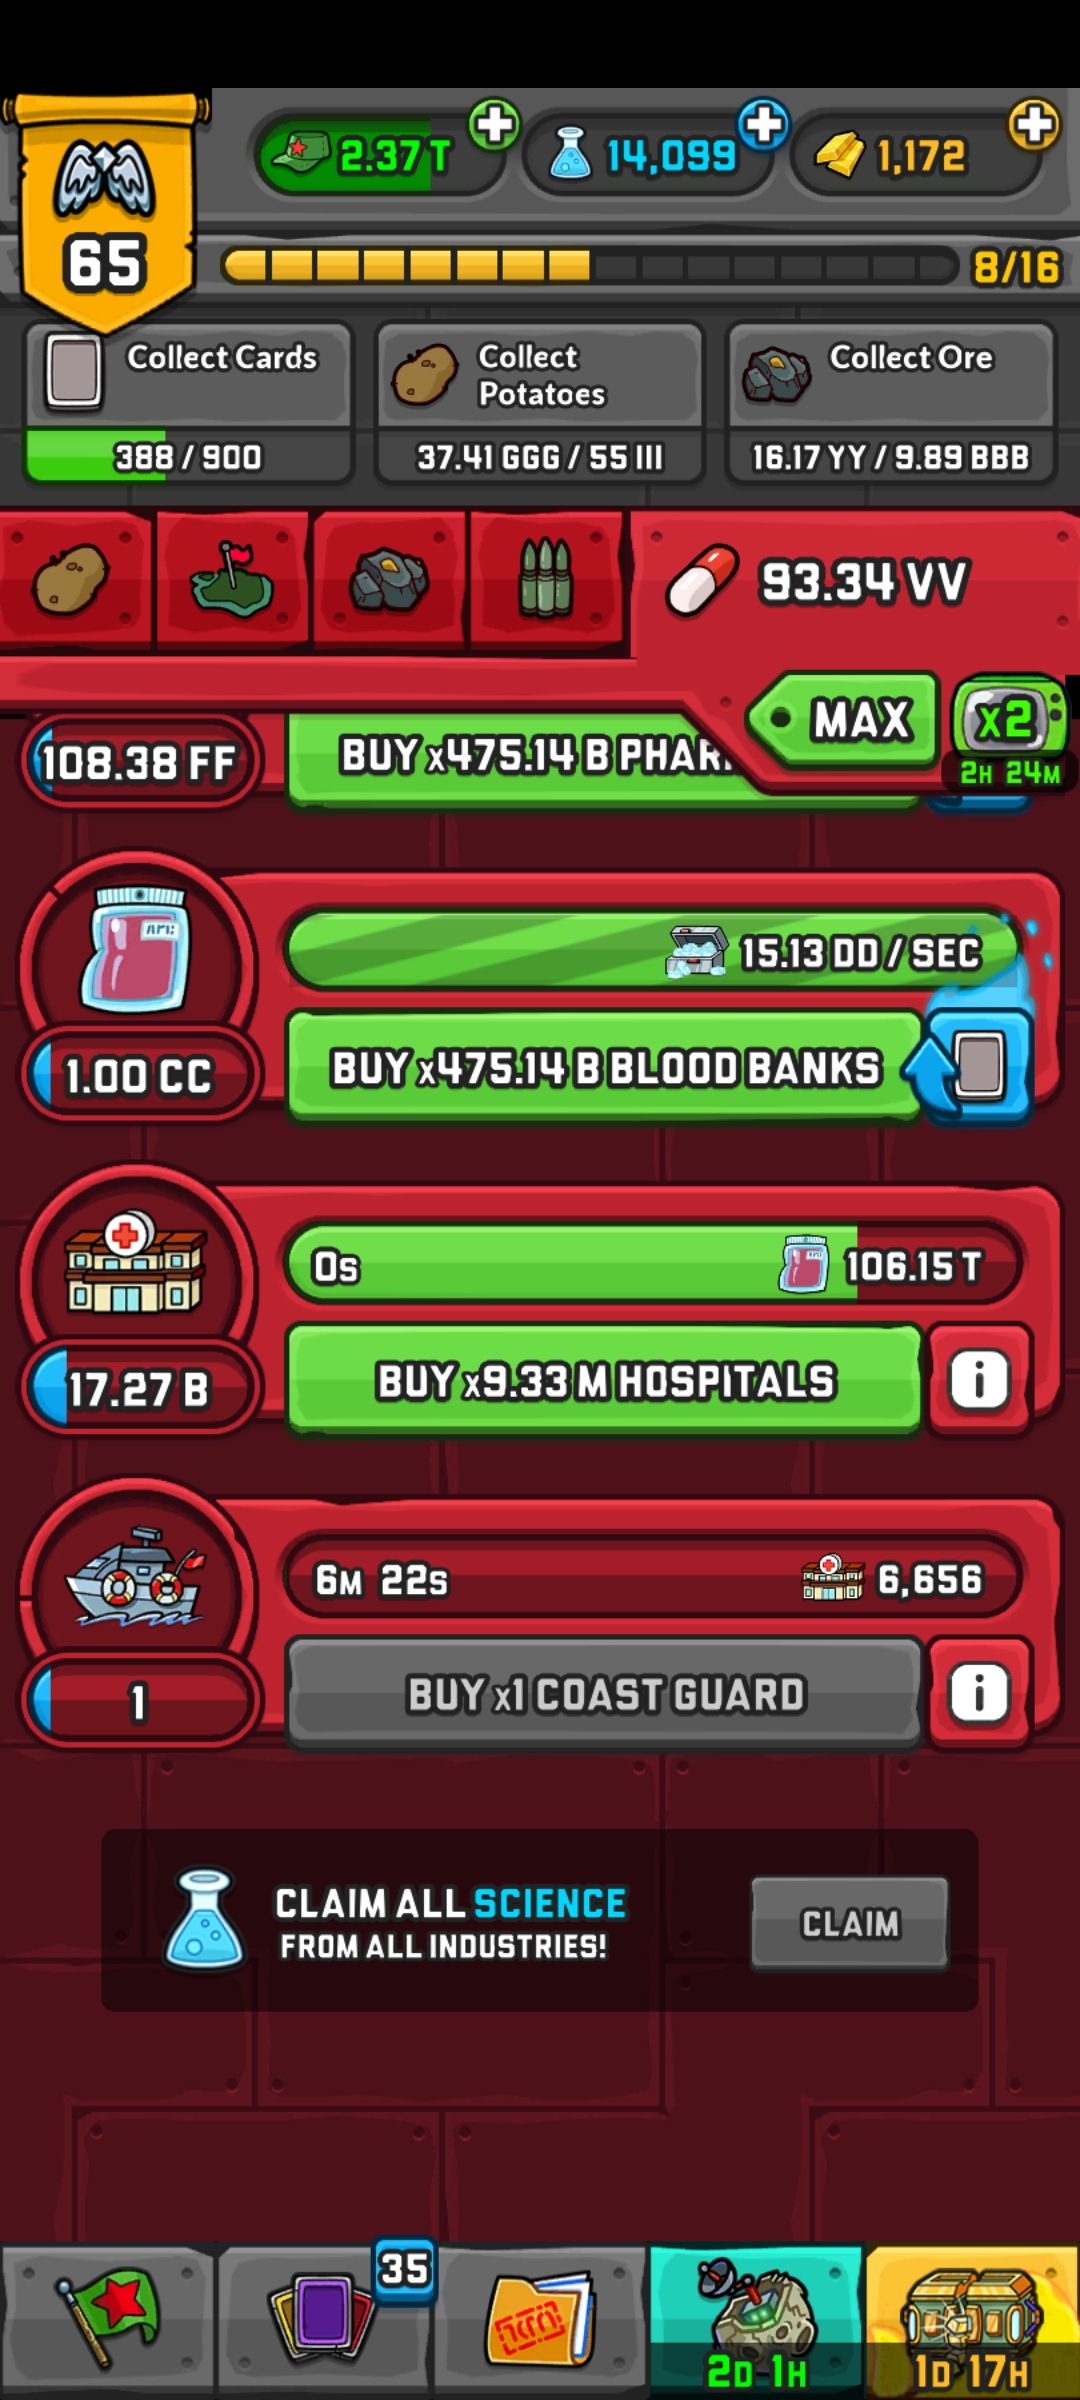 65
2.37 T
14,099
1,172
8/16
Collect Cards
388 / 900
Collect
Potatoes
37.41 GGG / 55 III
Collect Ore
16.17 YY / 9.89 BBB
93.34 VV
MAX
x2
2H 24M
108.38 FF
BUY x475.14 B
15.13 DD / SEC
1.00 CC
BUY x475.14 B BLOOD BANKS
0s
106.15 T
17.27 B
BUY x9.33 M HOSPITALS
i
6M 22s
6,656
1
BUY x1 COAST GUARD
i
CLAIM ALL SCIENCE
FROM ALL INDUSTRIES!
CLAIM
35
2D 1H
1D 17H